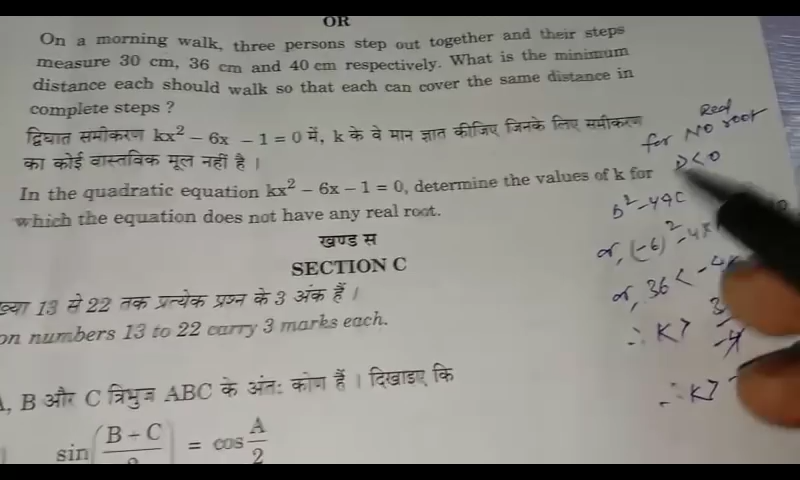 OR
On a morning walk, three persons step out together and their steps
measure 30 cm, 36 cm and 40 cm respectively. What is the minimum
distance each should walk so that each can cover the same distance in
complete steps ?
द्विघात समीकरण kx² – 6x – 1 = 0 में, k के वे मान ज्ञात कीजिए जिनके लिए समीकरण
का कोई वास्तविक मूल नहीं है ।
In the quadratic equation kx² – 6x – 1 = 0, determine the values of k for
which the equation does not have any real root.
Real
for NO root
D<0
b²-4ac
or, (-6)²-4x
or, 36 < -4k
∴ K >
∴ K >
खण्ड स
SECTION C
ख्या 13 से 22 तक प्रत्येक प्रश्न के 3 अंक हैं ।
on numbers 13 to 22 carry 3 marks each.
A, B और C त्रिभुज ABC के अंतः कोण हैं । दिखाइए कि
sin (B + C / 2) = cos A/2